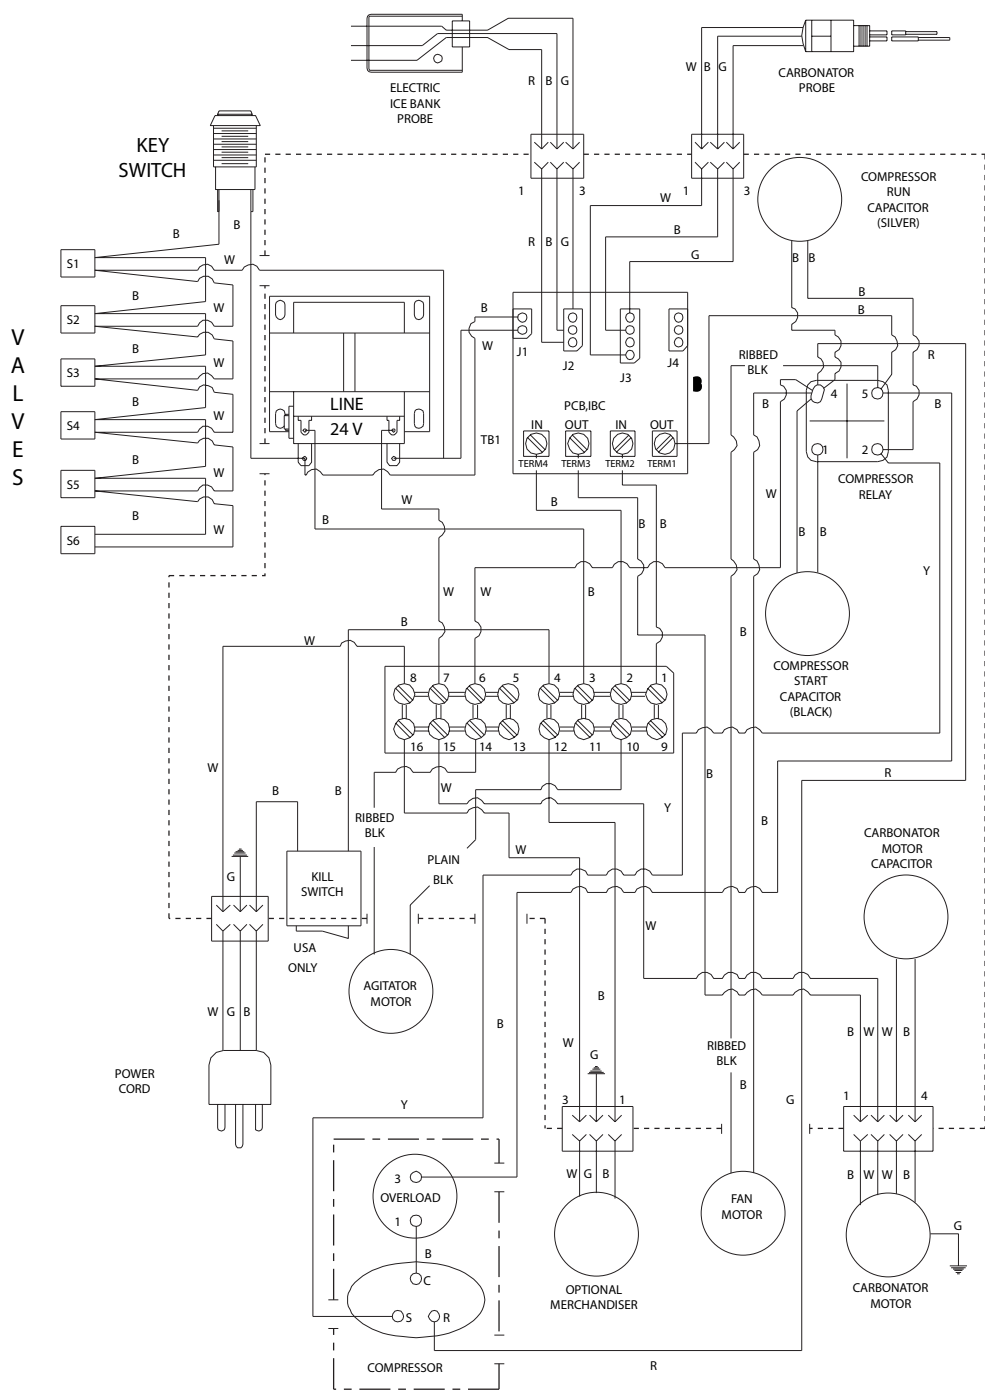 ELECTRIC
ICE BANK
PROBE
CARBONATOR
PROBE
R B G
W B G
KEY
SWITCH
1 3
1 3
COMPRESSOR
RUN
CAPACITOR
(SILVER)
W
B
G
B
B
B
W
R B G
B B
B
B
S1
B
W
S2
B
W
S3
B
W
S4
B
W
S5
B
W
S6
VALVES
LINE
24 V
B
W
J1
J2
J3
J4
B
PCB,IBC
TB1
IN
OUT
IN
OUT
TERM4
TERM3
TERM2
TERM1
RIBBED
BLK
R
B
B
4
5
1
2
COMPRESSOR
RELAY
W
W
B
B
B
B
B
B
W
W
W
B
Y
COMPRESSOR
START
CAPACITOR
(BLACK)
W
B
B
8 7 6 5 4 3 2 1
16 15 14 13 12 11 10 9
W
B
B
W
B
R
RIBBED
BLK
PLAIN
BLK
Y
B
W
CARBONATOR
MOTOR
CAPACITOR
G
KILL
SWITCH
USA
ONLY
W
AGITATOR
MOTOR
W G B
B
B
W
G
B W W B
RIBBED
BLK
B
POWER
CORD
Y
G
3 1
1 4
3
OVERLOAD
1
B
C
S
R
COMPRESSOR
W G B
OPTIONAL
MERCHANDISER
FAN
MOTOR
B W W B
G
CARBONATOR
MOTOR
R